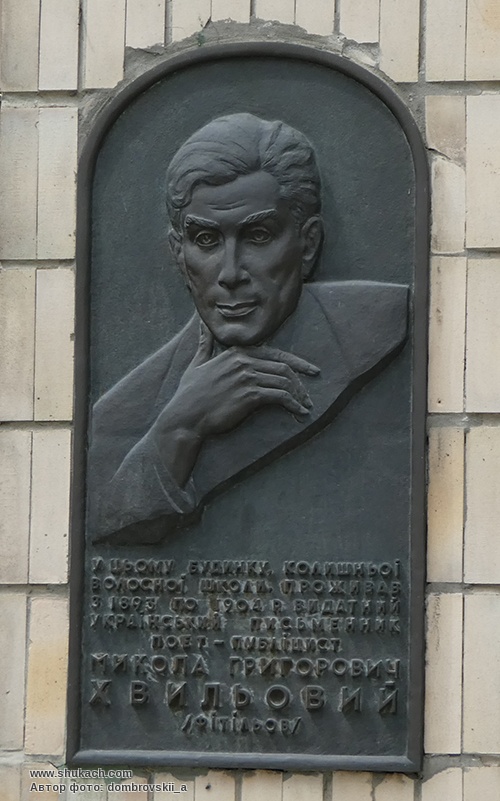 У ЦЬОМУ БУДИНКУ, КОЛИШНЬОЇ
ВОЛОСНОЇ ШКОЛИ, ПРОЖИВАВ
З 1893 ПО 1904 Р. ВИДАТНИЙ
УКРАЇНСЬКИЙ ПИСЬМЕННИК
ПОЕТ - ПУБЛІЦИСТ
МИКОЛА ГРИГОРОВИЧ
ХВИЛЬОВИЙ
/ФІТІЛЬОВ/
www.shukach.com
Автор фото: dombrovskii_a